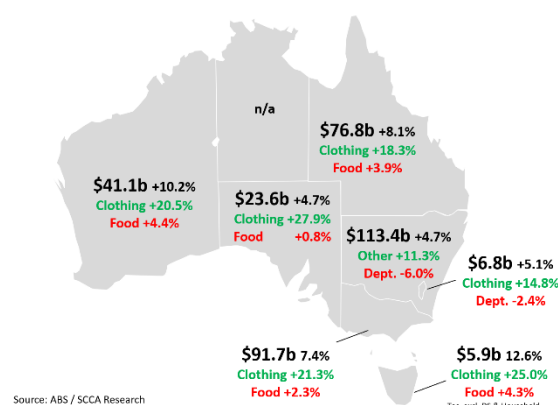 n/a
$76.8b +8.1%
Clothing +18.3%
Food +3.9%
$41.1b +10.2%
Clothing +20.5%
Food +4.4%
$23.6b +4.7%
Clothing +27.9%
Food +0.8%
$113.4b +4.7%
Other +11.3%
Dept. -6.0%
$6.8b +5.1%
Clothing +14.8%
Dept. -2.4%
$91.7b 7.4%
Clothing +21.3%
Food +2.3%
$5.9b 12.6%
Clothing +25.0%
Food +4.3%
Source: ABS / SCCA Research